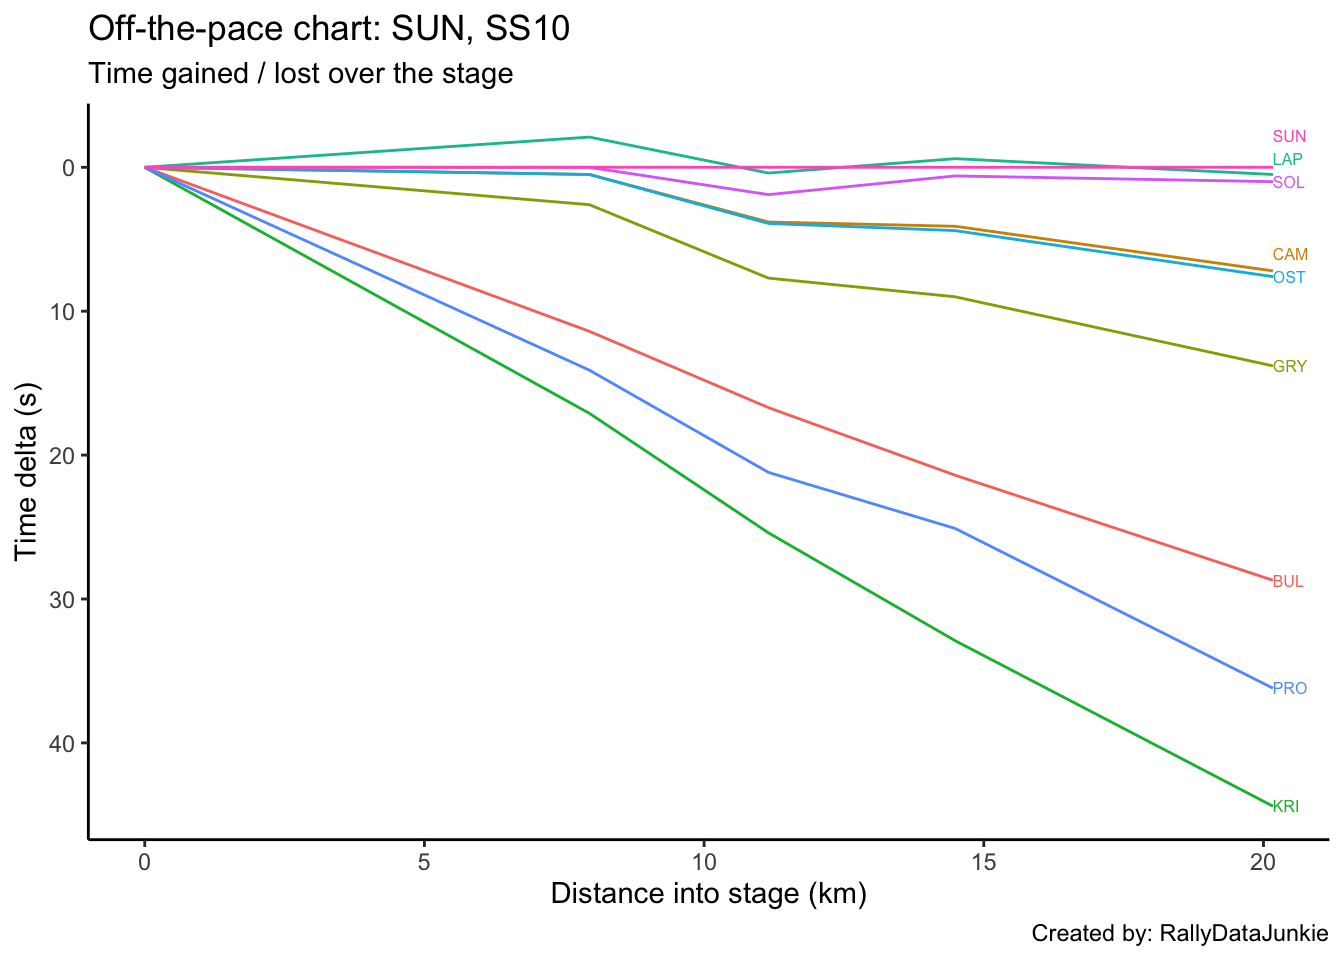 Off-the-pace chart: SUN, SS10
Time gained / lost over the stage
Time delta (s)
0
10
20
30
40
SUN
LAP
SOL
CAM
OST
GRY
BUL
PRO
KRI
0 5 10 15 20
Distance into stage (km)
Created by: RallyDataJunkie